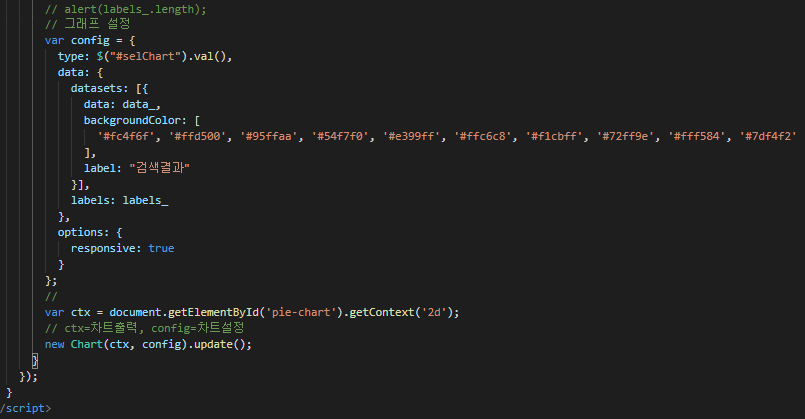 // alert(labels_.length);
// 그래프 설정
var config = {
type: $("#selChart").val(),
data: {
datasets: [{
data: data_,
backgroundColor: [
'#fc4f6f', '#ffd500', '#95ffaa', '#54f7f0', '#e399ff', '#ffc6c8', '#f1cbff', '#72ff9e', '#fff584', '#7df4f2'
],
label: "검색결과"
}],
labels: labels_
},
options: {
responsive: true
}
};
//
var ctx = document.getElementById('pie-chart').getContext('2d');
// ctx=차트출력, config=차트설정
new Chart(ctx, config).update();
}
});
}
/script>